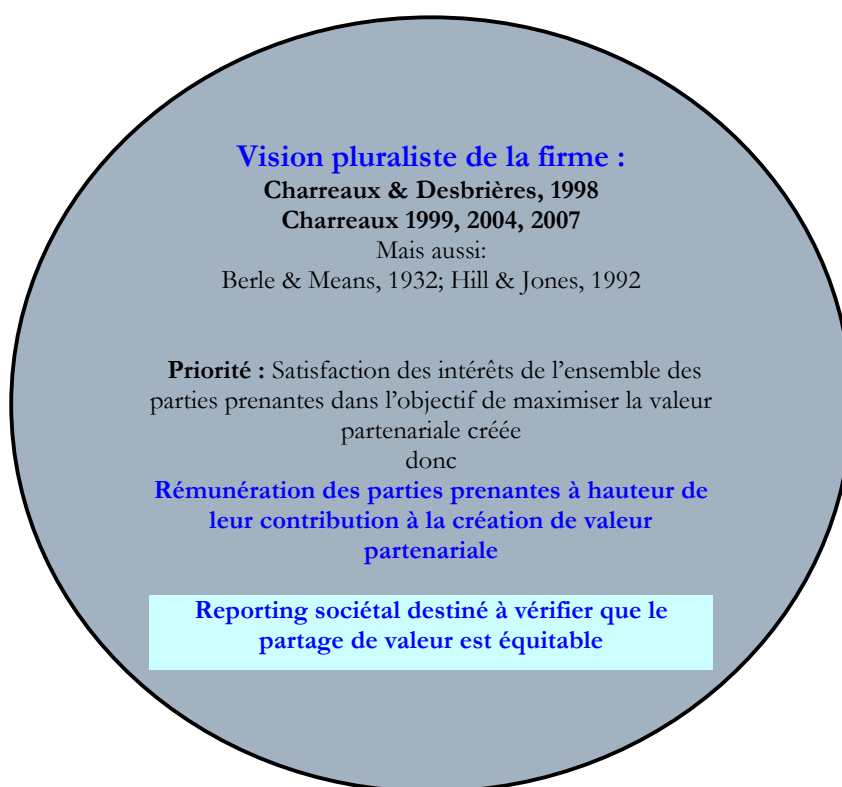 Vision pluraliste de la firme :
Charreaux & Desbrières, 1998
Charreaux 1999, 2004, 2007
Mais aussi:
Berle & Means, 1932; Hill & Jones, 1992
Priorité : Satisfaction des intérêts de l'ensemble des
parties prenantes dans l'objectif de maximiser la valeur
partenariale créée
donc
Rémunération des parties prenantes à hauteur de
leur contribution à la création de valeur
partenariale
Reporting sociétal destiné à vérifier que le
partage de valeur est équitable